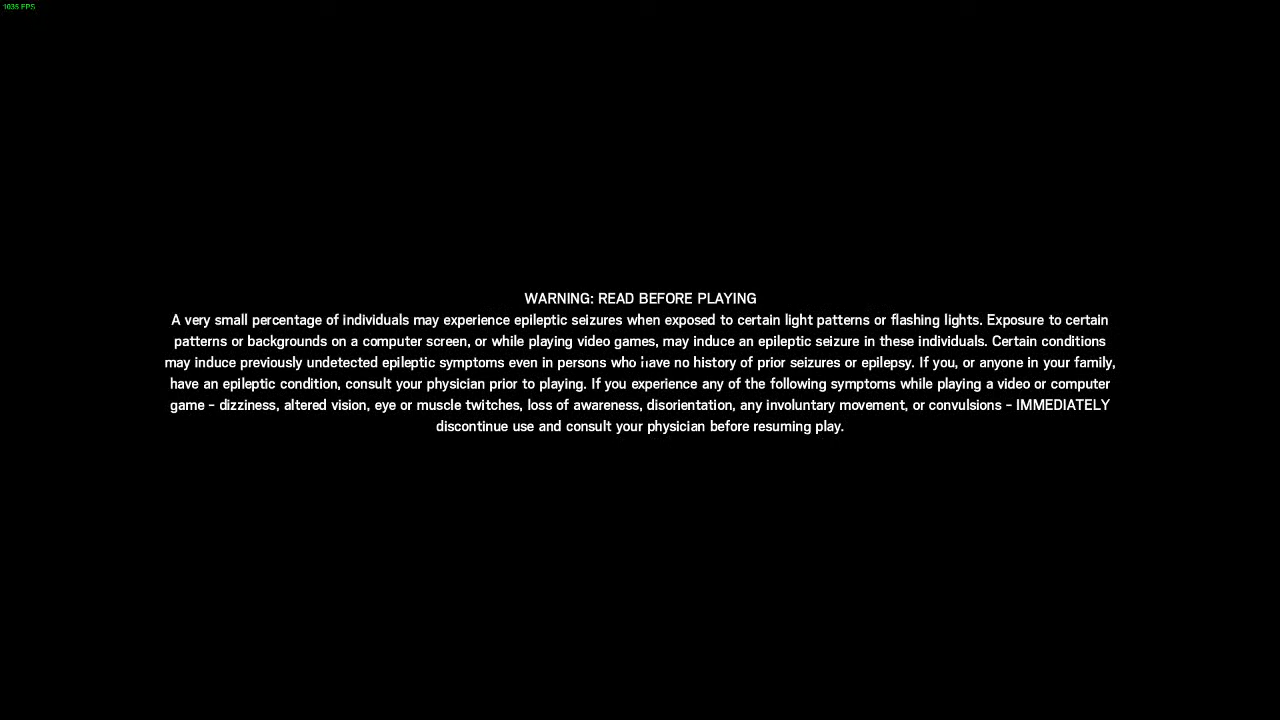 1035 FPS
WARNING: READ BEFORE PLAYING
A very small percentage of individuals may experience epileptic seizures when exposed to certain light patterns or flashing lights. Exposure to certain
patterns or backgrounds on a computer screen, or while playing video games, may induce an epileptic seizure in these individuals. Certain conditions
may induce previously undetected epileptic symptoms even in persons who have no history of prior seizures or epilepsy. If you, or anyone in your family,
have an epileptic condition, consult your physician prior to playing. If you experience any of the following symptoms while playing a video or computer
game - dizziness, altered vision, eye or muscle twitches, loss of awareness, disorientation, any involuntary movement, or convulsions - IMMEDIATELY
discontinue use and consult your physician before resuming play.